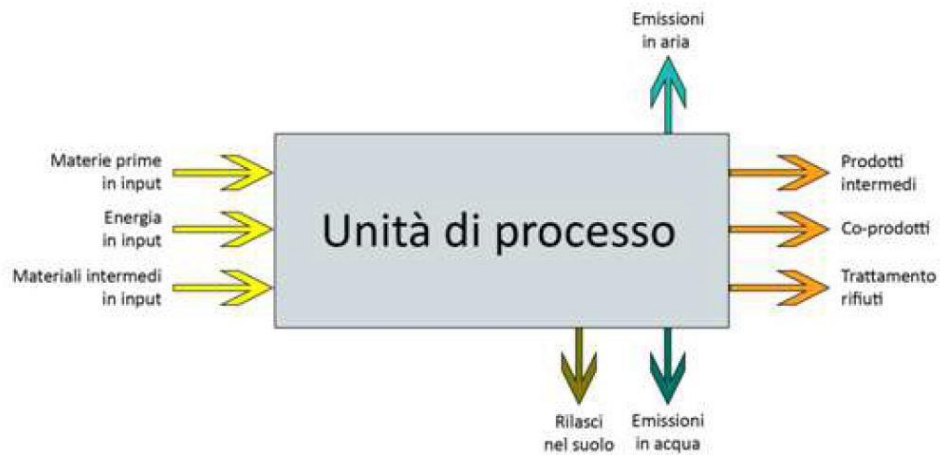 Emissioni
in aria
Materie prime
in input
Energia
in input
Materiali intermedi
in input
Unità di processo
Prodotti
intermedi
Co-prodotti
Trattamento
rifiuti
Rilasci
nel suolo
Emissioni
in acqua